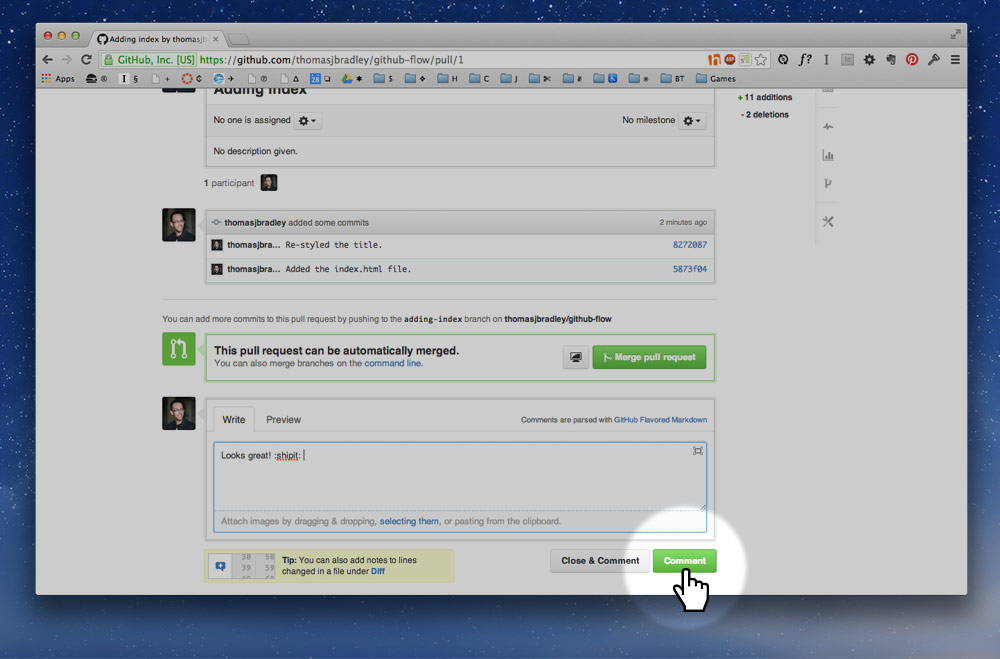 Adding index by thomasj
GitHub, Inc. [US] https://github.com/thomasjbradley/github-flow/pull/1
f?
Apps § 28 S H C J BT Games
Adding index
+ 11 additions
- 2 deletions
No one is assigned No milestone
No description given.
1 participant
thomasjbradley added some commits 2 minutes ago
thomasjbra... Re-styled the title. 8272087
thomasjbra... Added the index.html file. 5873f04
You can add more commits to this pull request by pushing to the adding-index branch on thomasjbradley/github-flow
This pull request can be automatically merged.
You can also merge branches on the command line.
Merge pull request
Write Preview Comments are parsed with GitHub Flavored Markdown
Looks great! :shipit:
Attach images by dragging & dropping, selecting them, or pasting from the clipboard.
38 58
39 59
Tip: You can also add notes to lines
changed in a file under Diff
Close & Comment Comment